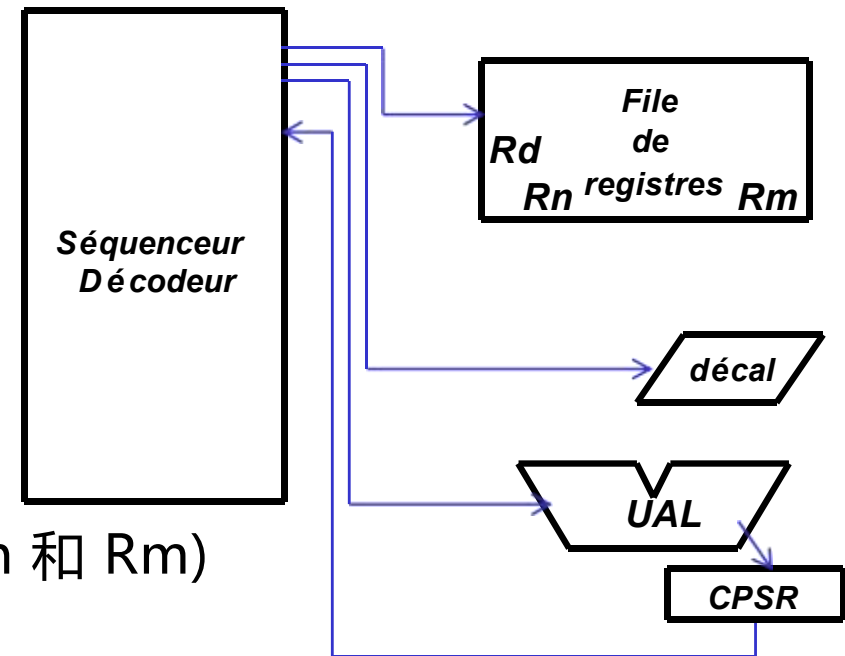 File
de
registres
Rd
Rn
Rm
Séquenceur
Décodeur
décal
UAL
n 和 Rm)
CPSR